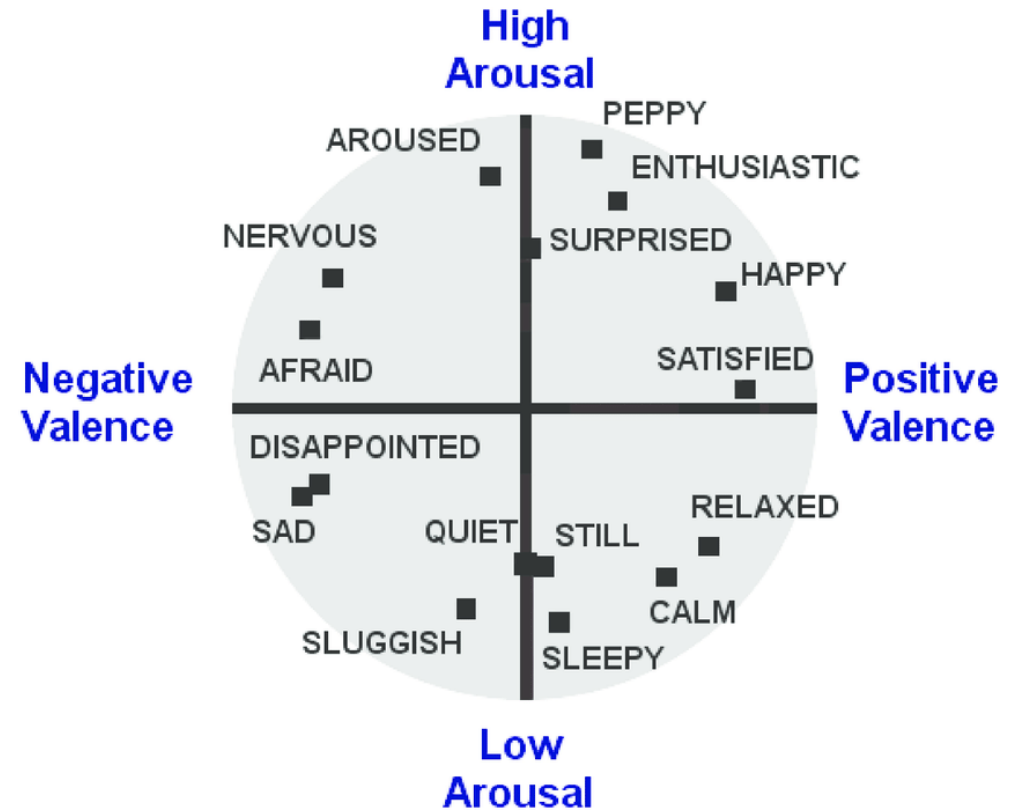 High
Arousal
PEPPY
AROUSED
ENTHUSIASTIC
NERVOUS
SURPRISED
HAPPY
AFRAID
SATISFIED
Negative
Valence
Positive
Valence
DISAPPOINTED
SAD
QUIET
STILL
RELAXED
CALM
SLUGGISH
SLEEPY
Low
Arousal